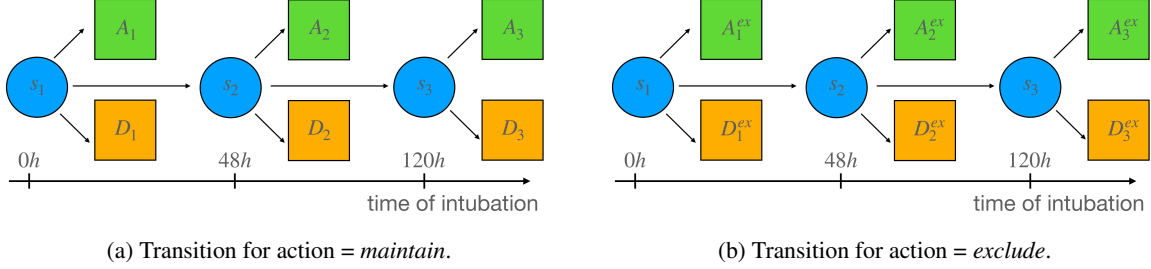 A₁ A₂ A₃
s₁ s₂ s₃
D₁ D₂ D₃
0h 48h 120h
time of intubation
(a) Transition for action = maintain.
A₁ᵉˣ A₂ᵉˣ A₃ᵉˣ
s₁ s₂ s₃
D₁ᵉˣ D₂ᵉˣ D₃ᵉˣ
0h 48h 120h
time of intubation
(b) Transition for action = exclude.